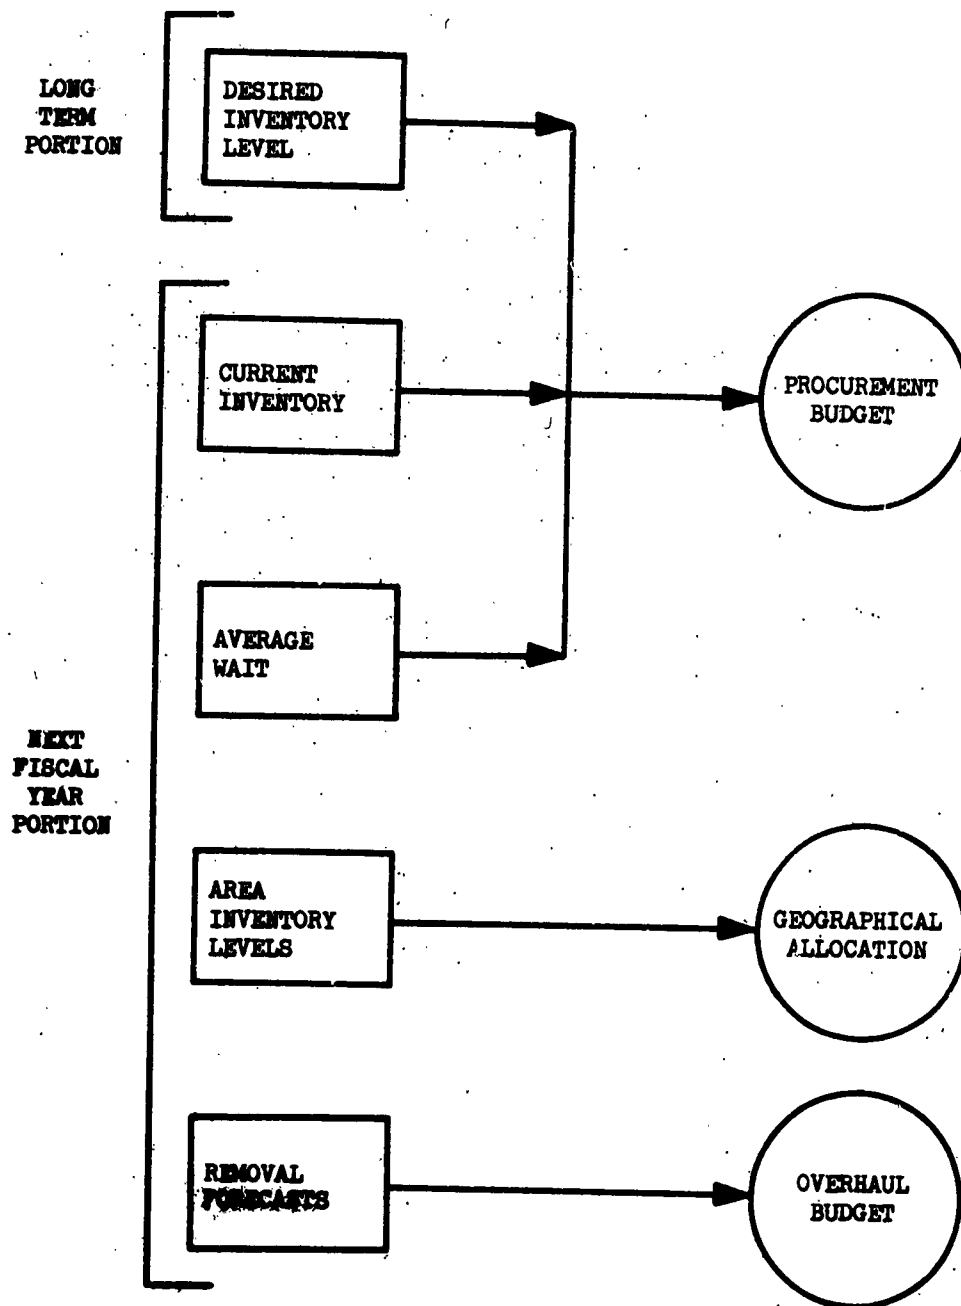 LONG
TERM
PORTION
DESIRED
INVENTORY
LEVEL
CURRENT
INVENTORY
PROCUREMENT
BUDGET
AVERAGE
WAIT
NEXT
FISCAL
YEAR
PORTION
AREA
INVENTORY
LEVELS
GEOGRAPHICAL
ALLOCATION
REMOVAL
FORECASTS
OVERHAUL
BUDGET